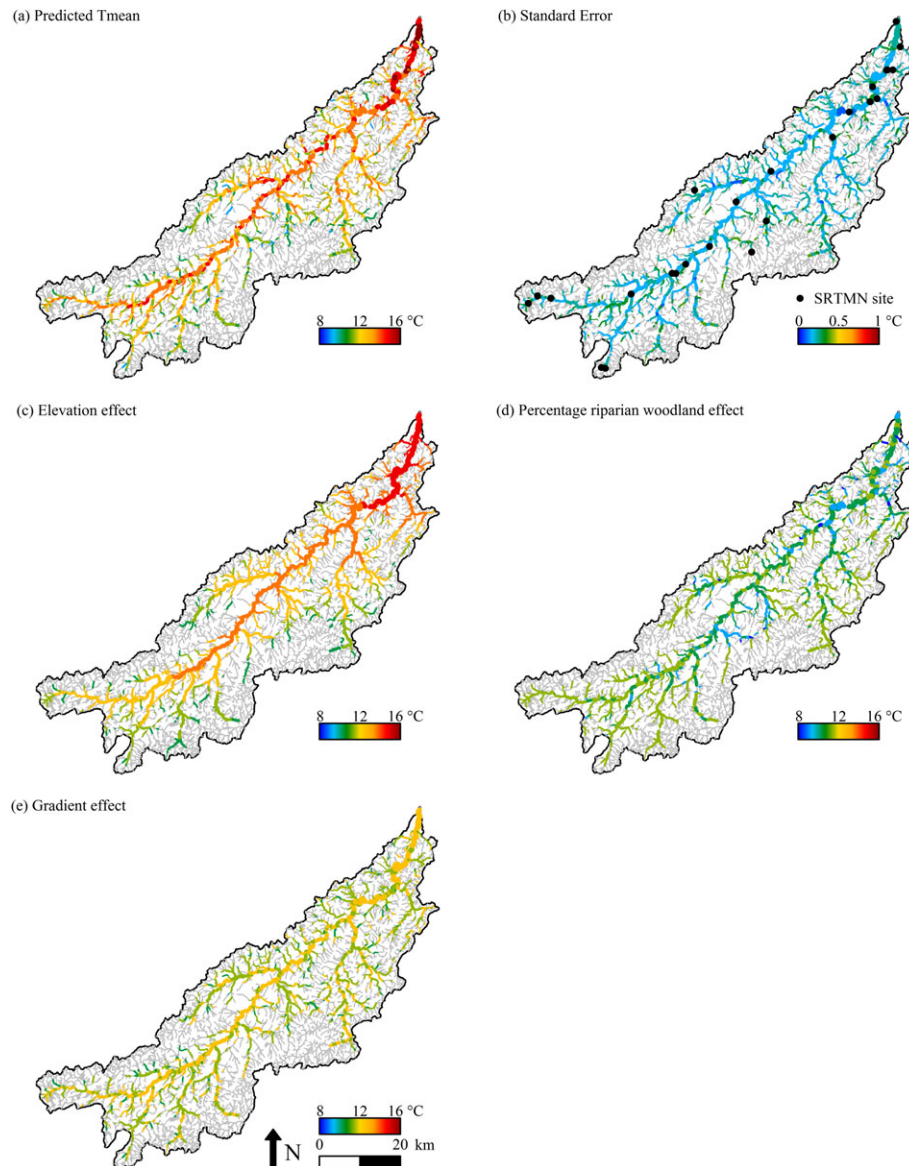 (a) Predicted Tmean
(b) Standard Error
8 12 16 °C
SRTMN site
0 0.5 1 °C
(c) Elevation effect
(d) Percentage riparian woodland effect
8 12 16 °C
8 12 16 °C
(e) Gradient effect
8 12 16 °C
0 20 km
N